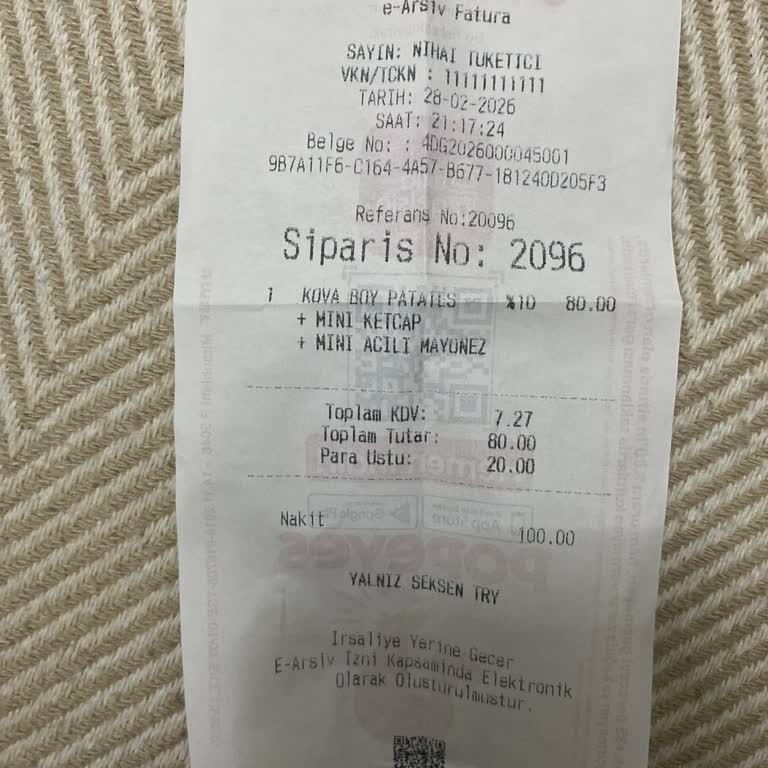 e-Arsiv Fatura
SAYIN: NIHAI TUKETICI
VKN/TCKN : 11111111111
TARIH: 28-02-2026
SAAT: 21:17:24
Belge No: : 4DG2026000045001
9B7A11F6-C164-4A57-B677-181240D205F3
Referans No:20096
Siparis No: 2096
1 KOVA BOY PATATES %10 80.00
+ MINI KETCAP
+ MINI ACILI MAYONEZ
Toplam KDV: 7.27
Toplam Tutar: 80.00
Para Ustu: 20.00
Nakit 100.00
popeyes
YALNIZ SEKSEN TRY
Irsaliye Yerine Gecer
E-Arsiv Izni Kapsaminda Elektronik
Olarak Olusturulmustur.